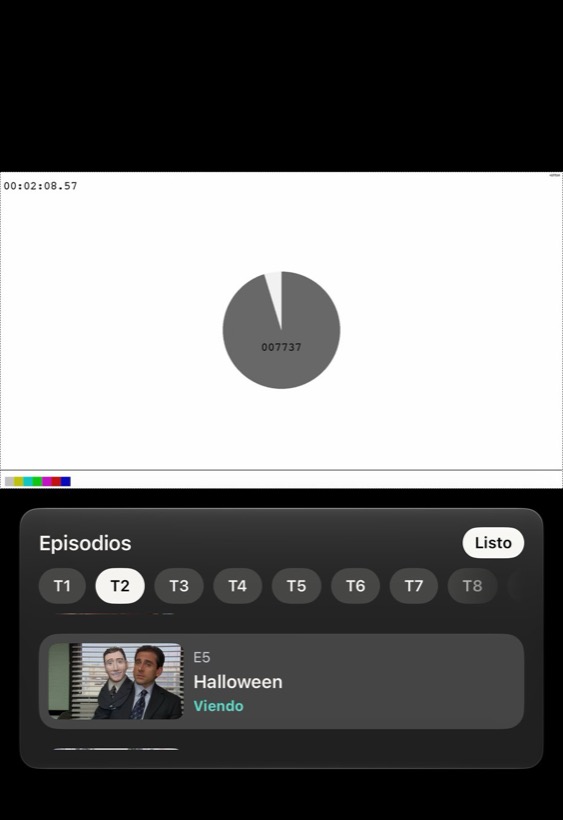 00:02:08.57
007737
Episodios
Listo
T1 T2 T3 T4 T5 T6 T7 T8
E5
Halloween
Viendo